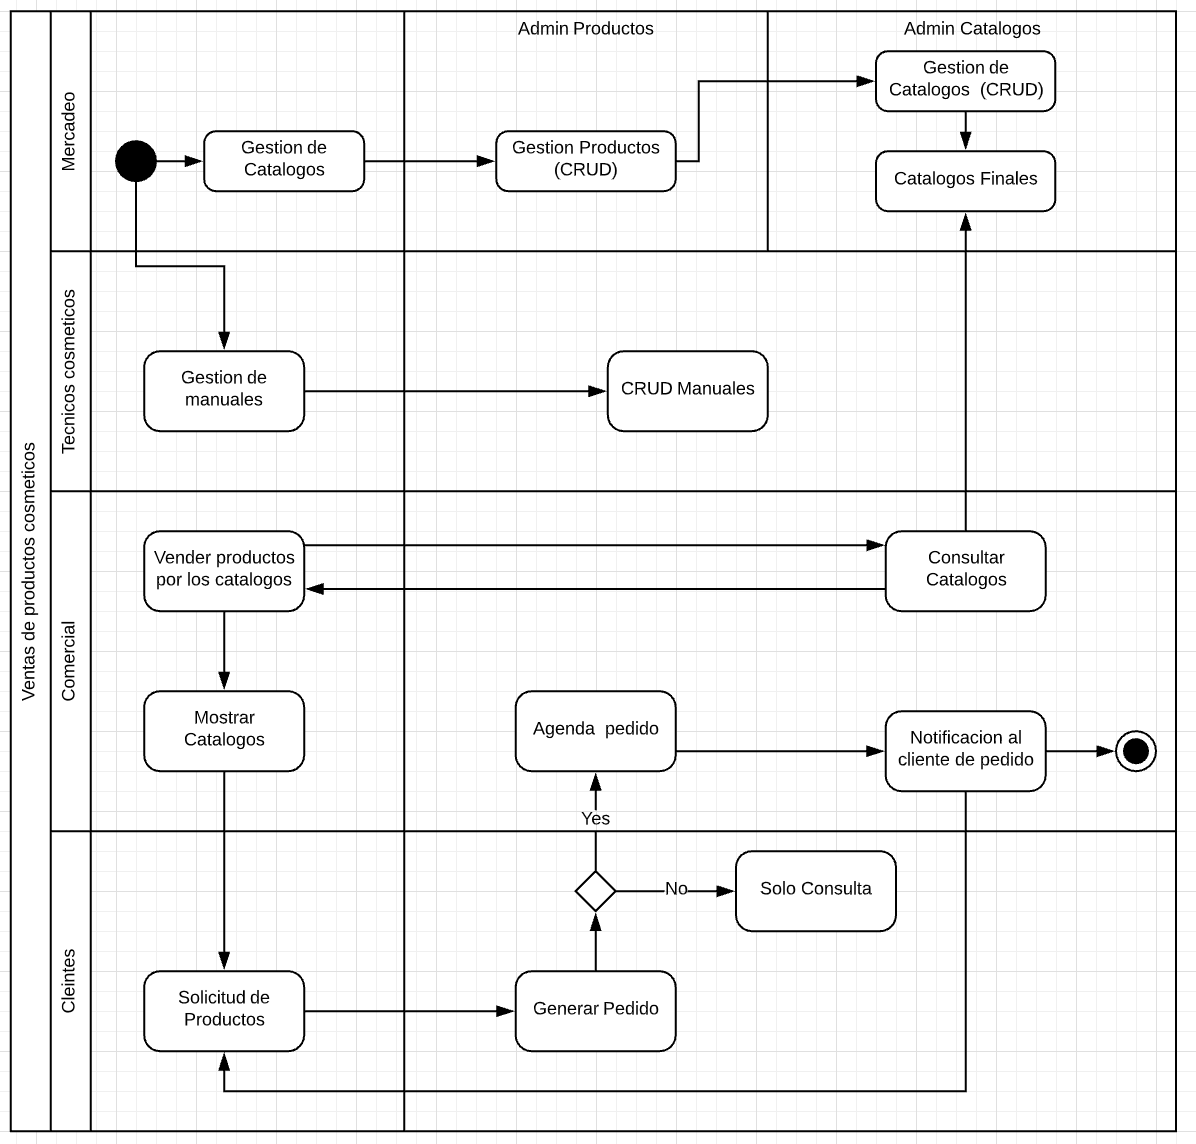 Ventas de productos cosmeticos
Mercadeo
Admin Productos
Admin Catalogos
Gestion de
Catalogos
Gestion Productos
(CRUD)
Gestion de
Catalogos (CRUD)
Catalogos Finales
Tecnicos cosmeticos
Gestion de
manuales
CRUD Manuales
Comercial
Vender productos
por los catalogos
Consultar
Catalogos
Mostrar
Catalogos
Agenda pedido
Notificacion al
cliente de pedido
Yes
Cleintes
No
Solo Consulta
Solicitud de
Productos
Generar Pedido